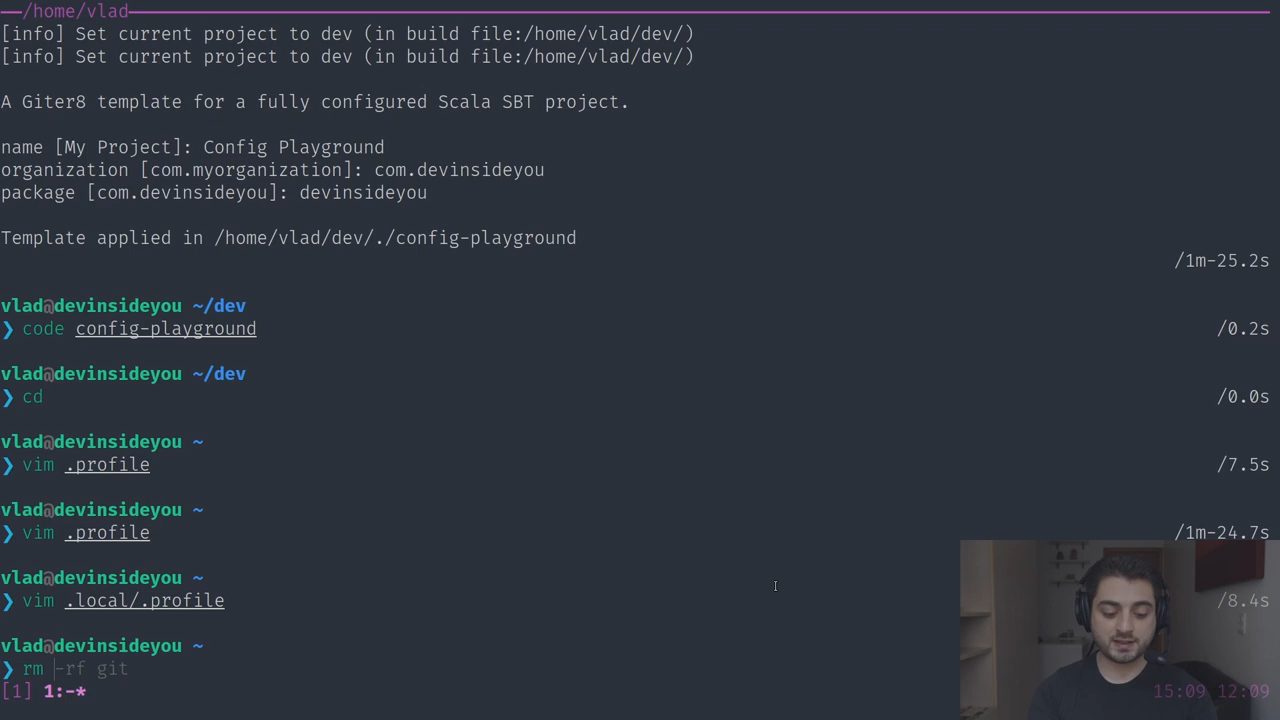 /home/vlad
[info] Set current project to dev (in build file:/home/vlad/dev/)
[info] Set current project to dev (in build file:/home/vlad/dev/)
A Giter8 template for a fully configured Scala SBT project.
name [My Project]: Config Playground
organization [com.myorganization]: com.devinsideyou
package [com.devinsideyou]: devinsideyou
Template applied in /home/vlad/dev/./config-playground
/1m-25.2s
vlad@devinsideyou ~/dev
❯ code config-playground /0.2s
vlad@devinsideyou ~/dev
❯ cd /0.0s
vlad@devinsideyou ~
❯ vim .profile /7.5s
vlad@devinsideyou ~
❯ vim .profile /1m-24.7s
vlad@devinsideyou ~
❯ vim .local/.profile /8.4s
vlad@devinsideyou ~
❯ rm -rf git
[1] 1:-* 15:09 12:09